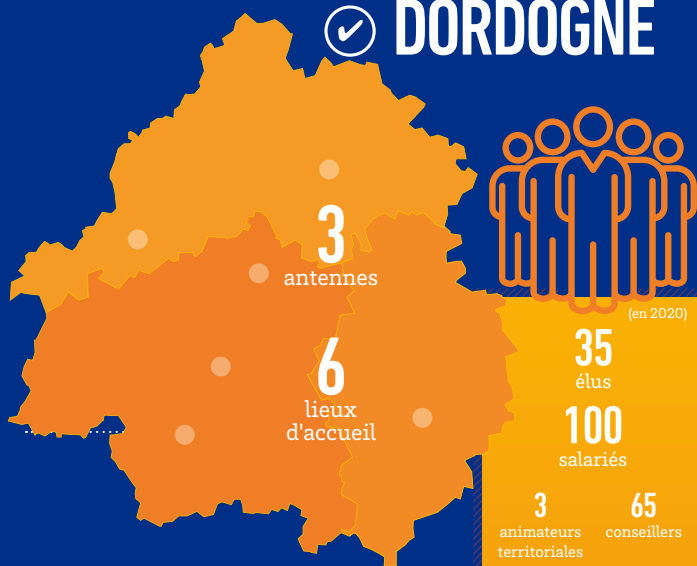 DORDOGNE
3
antennes
6
lieux
d'accueil
(en 2020)
35
élus
100
salariés
3
animateurs
territoriales
65
conseillers